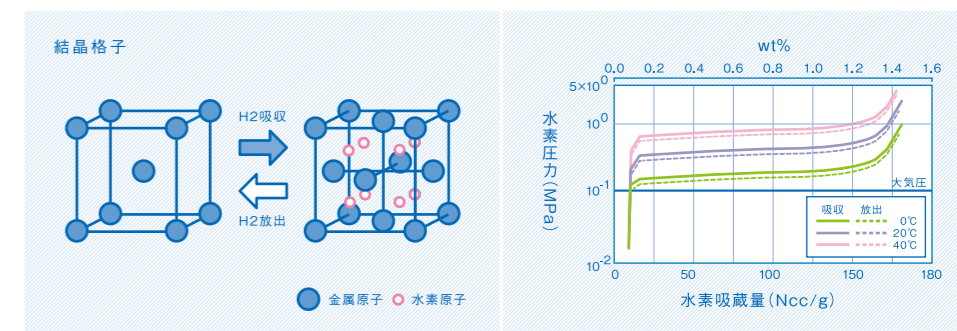 結晶格子
H2吸収
H2放出
金属原子
水素原子
wt%
0.0 0.2 0.4 0.6 0.8 1.0 1.2 1.4 1.6
5×10⁰
10⁰
10⁻¹
10⁻²
水素圧力(MPa)
大気圧
吸収 放出
0℃
20℃
40℃
0 50 100 150 180
水素吸蔵量(Ncc/g)